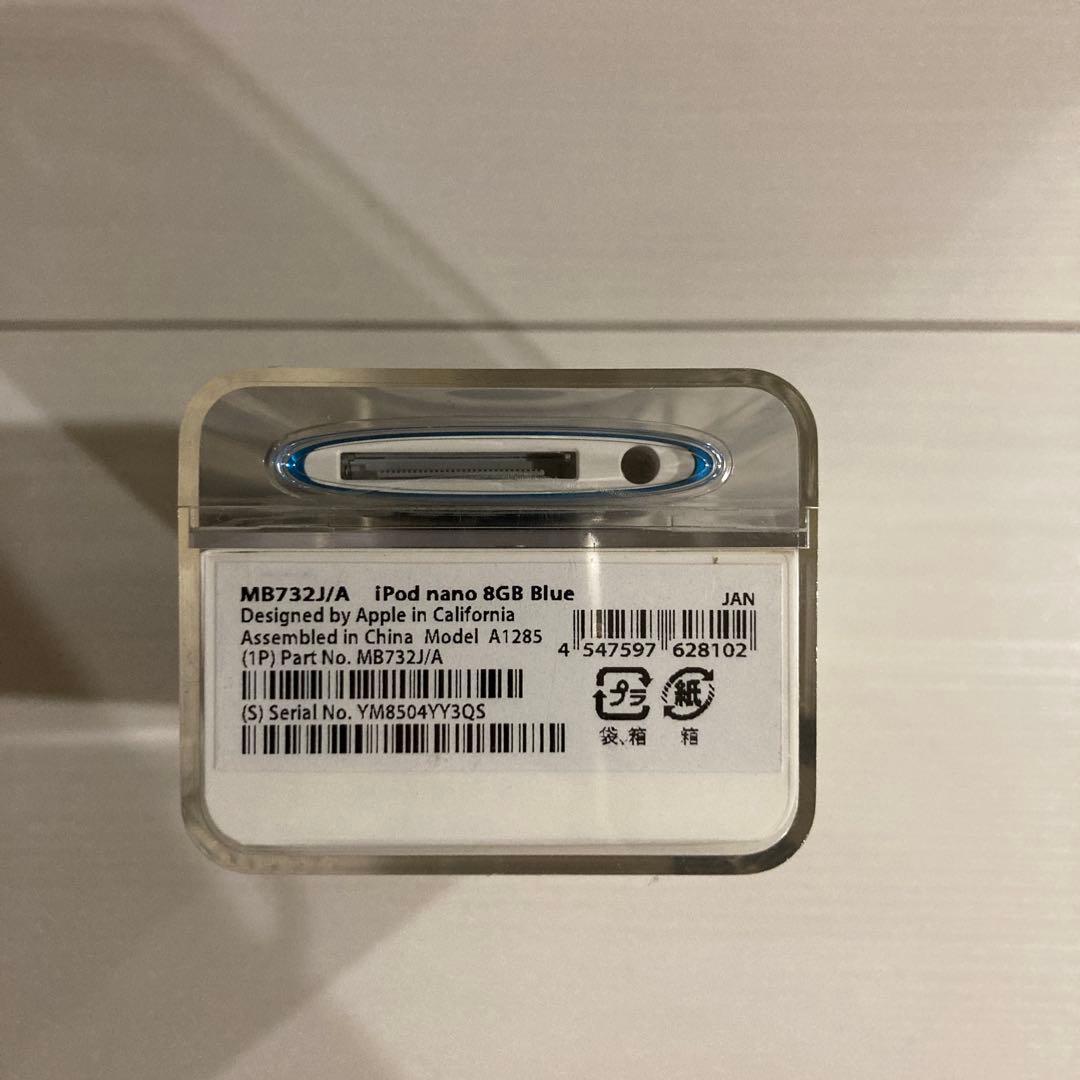 MB732J/A iPod nano 8GB Blue
Designed by Apple in California
Assembled in China Model A1285
(1P) Part No. MB732J/A
(S) Serial No. YM8504YY3QS
JAN
4 547597 628102
プラ 紙
袋、箱 箱